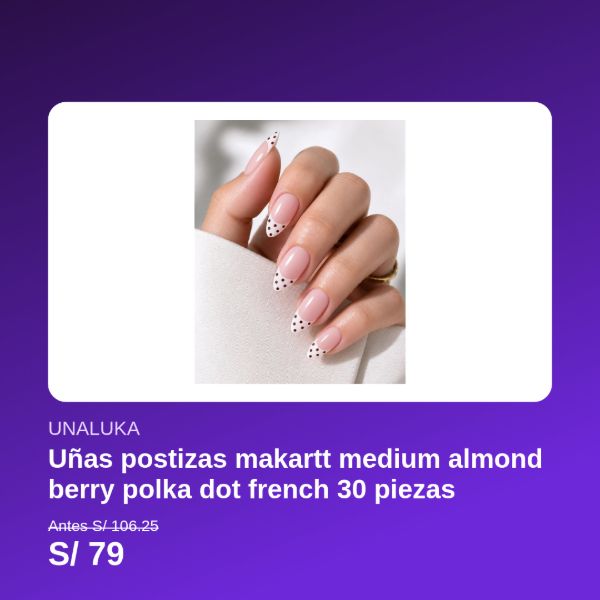 UNALUKA
Uñas postizas makartt medium almond
berry polka dot french 30 piezas
Antes S/ 106.25
S/ 79